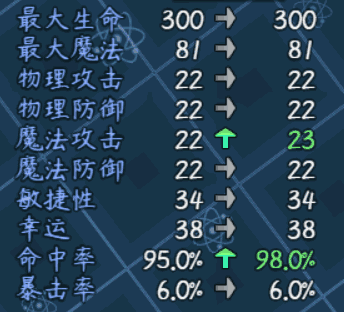 最大生命 300 → 300
最大魔法 81 → 81
物理攻击 22 → 22
物理防御 22 → 22
魔法攻击 22 ↑ 23
魔法防御 22 → 22
敏捷性 34 → 34
幸运 38 → 38
命中率 95.0% ↑ 98.0%
暴击率 6.0% → 6.0%